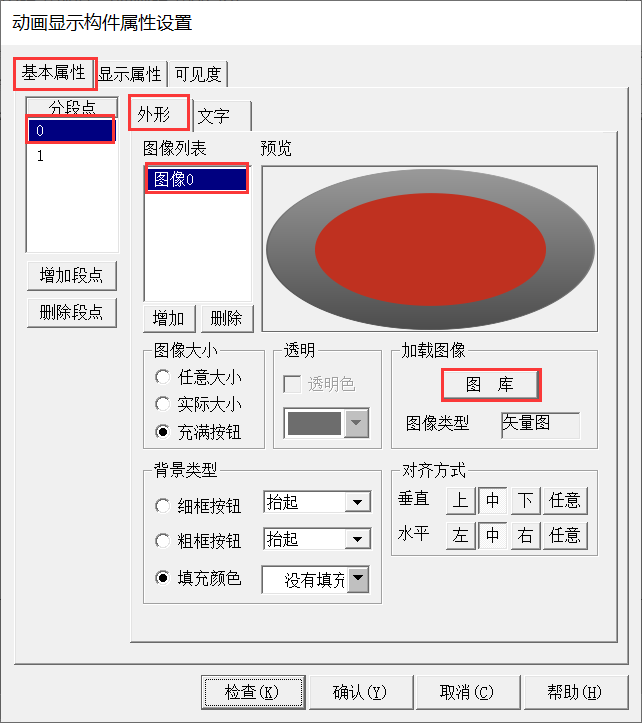 动画显示构件属性设置
基本属性 显示属性 可见度
分段点
0
1
增加段点
删除段点
外形 文字
图像列表 预览
图像0
增加 删除
图像大小
任意大小
实际大小
充满按钮
透明
透明色
加载图像
图 库
图像类型 矢量图
背景类型
细框按钮 抬起
粗框按钮 抬起
填充颜色 没有填充
对齐方式
垂直 上 中 下 任意
水平 左 中 右 任意
检查(K) 确认(Y) 取消(C) 帮助(H)